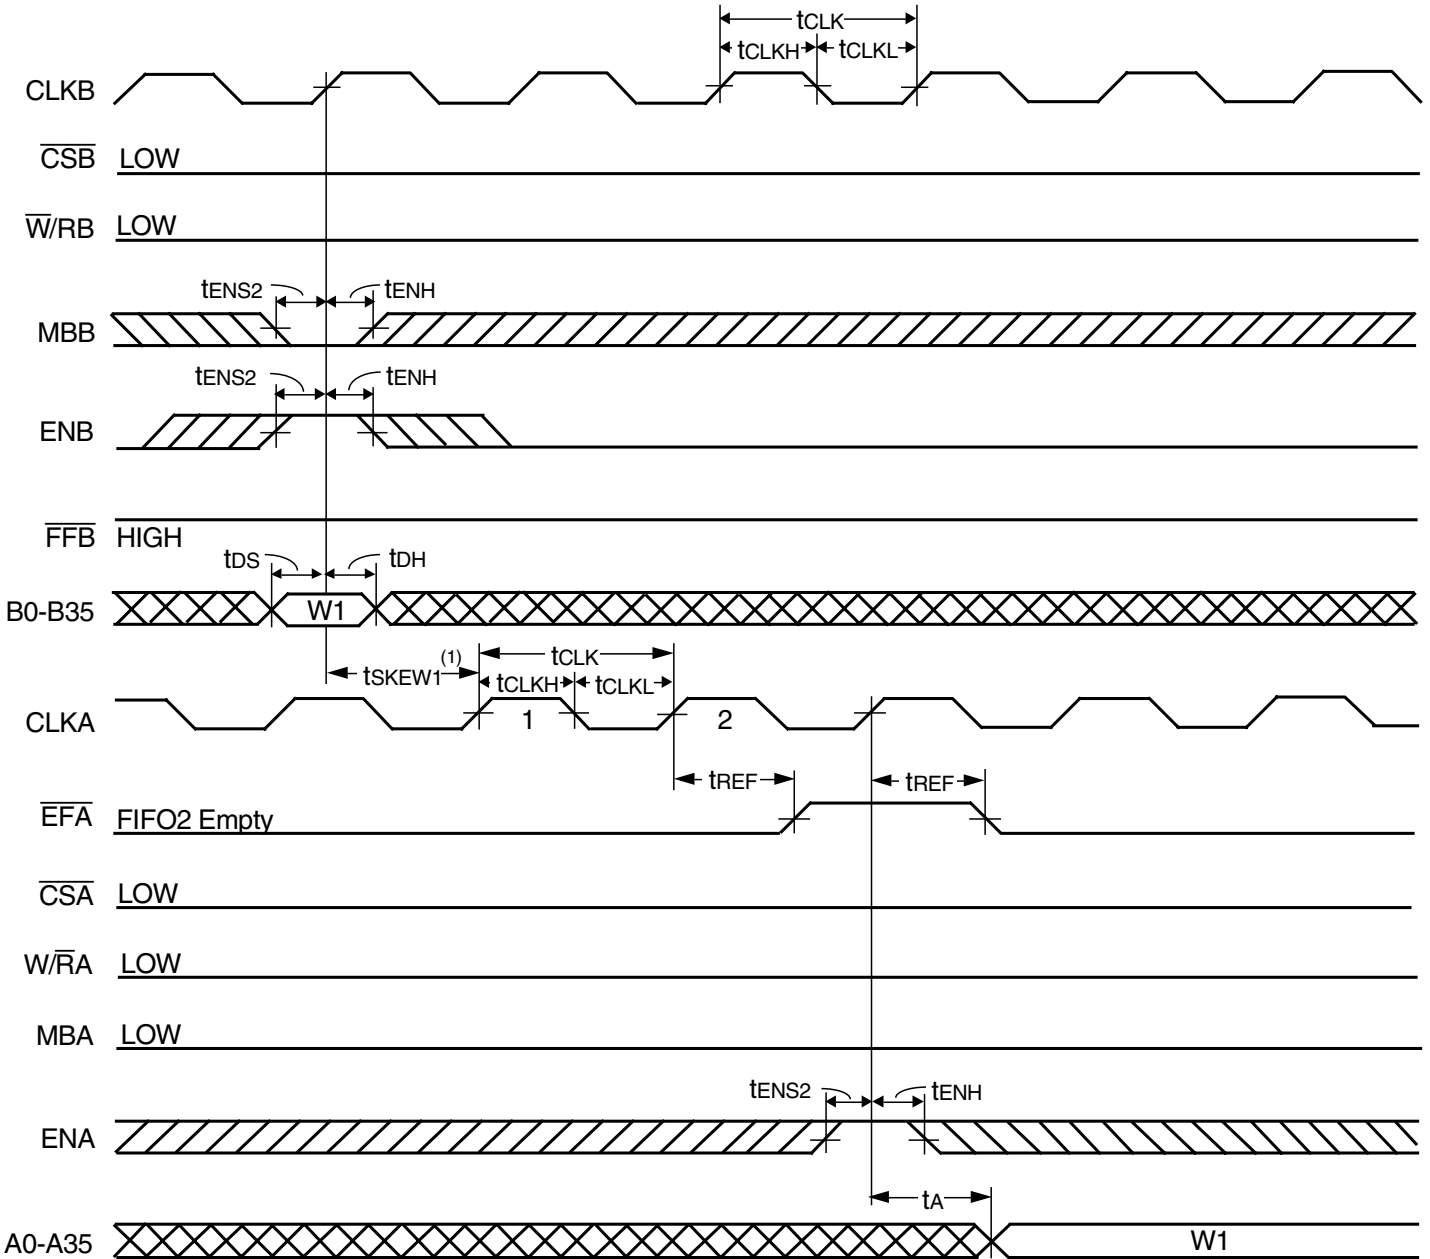 tCLK
tCLKH tCLKL
CLKB
CSB LOW
W/RB LOW
tENS2 tENH
MBB
tENS2 tENH
ENB
FFB HIGH
tDS tDH
B0-B35 W1
tSKEW1(1) tCLK
tCLKH tCLKL
CLKA 1 2
tREF tREF
EFA FIFO2 Empty
CSA LOW
W/RA LOW
MBA LOW
tENS2 tENH
ENA
tA
A0-A35 W1